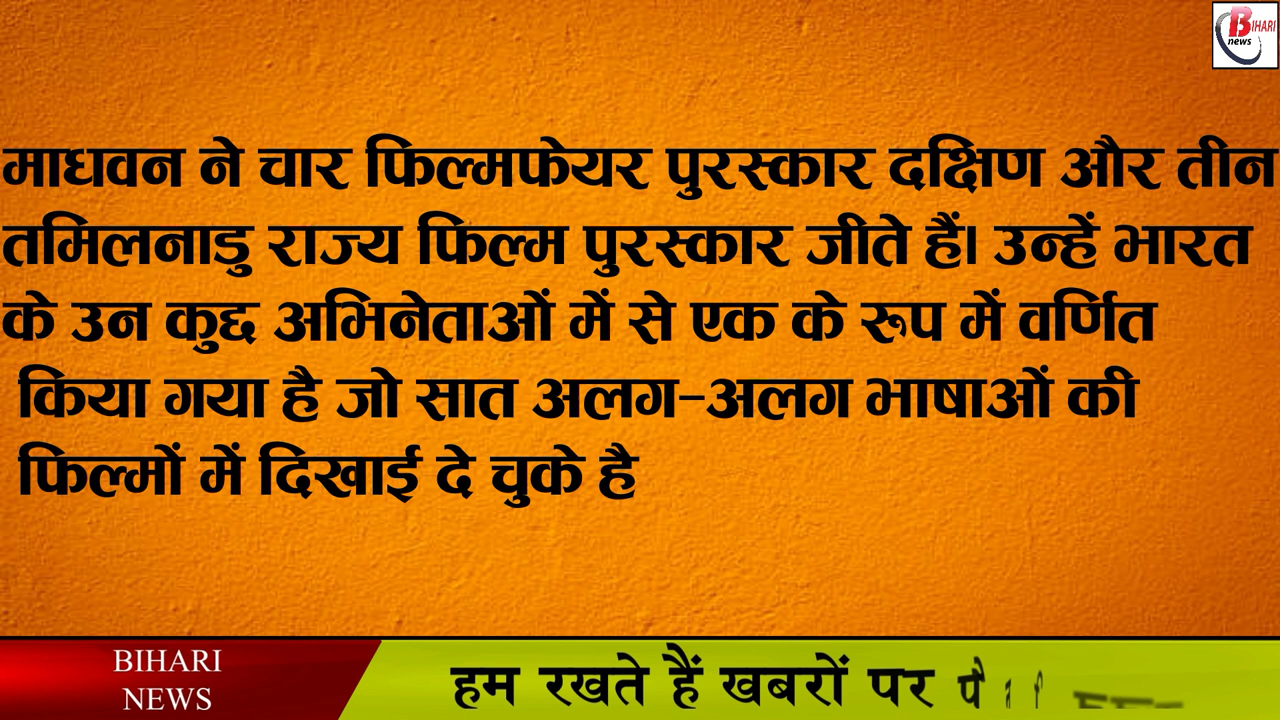 BIHARI
news
माधवन ने चार फिल्मफेयर पुरस्कार दक्षिण और तीन
तमिलनाडु राज्य फिल्म पुरस्कार जीते हैं। उन्हें भारत
के उन कुद्द अभिनेताओं में से एक के रूप में वर्णित
किया गया है जो सात अलग-अलग भाषाओं की
फिल्मों में दिखाई दे चुके है
BIHARI
NEWS
हम रखते हैं खबरों पर